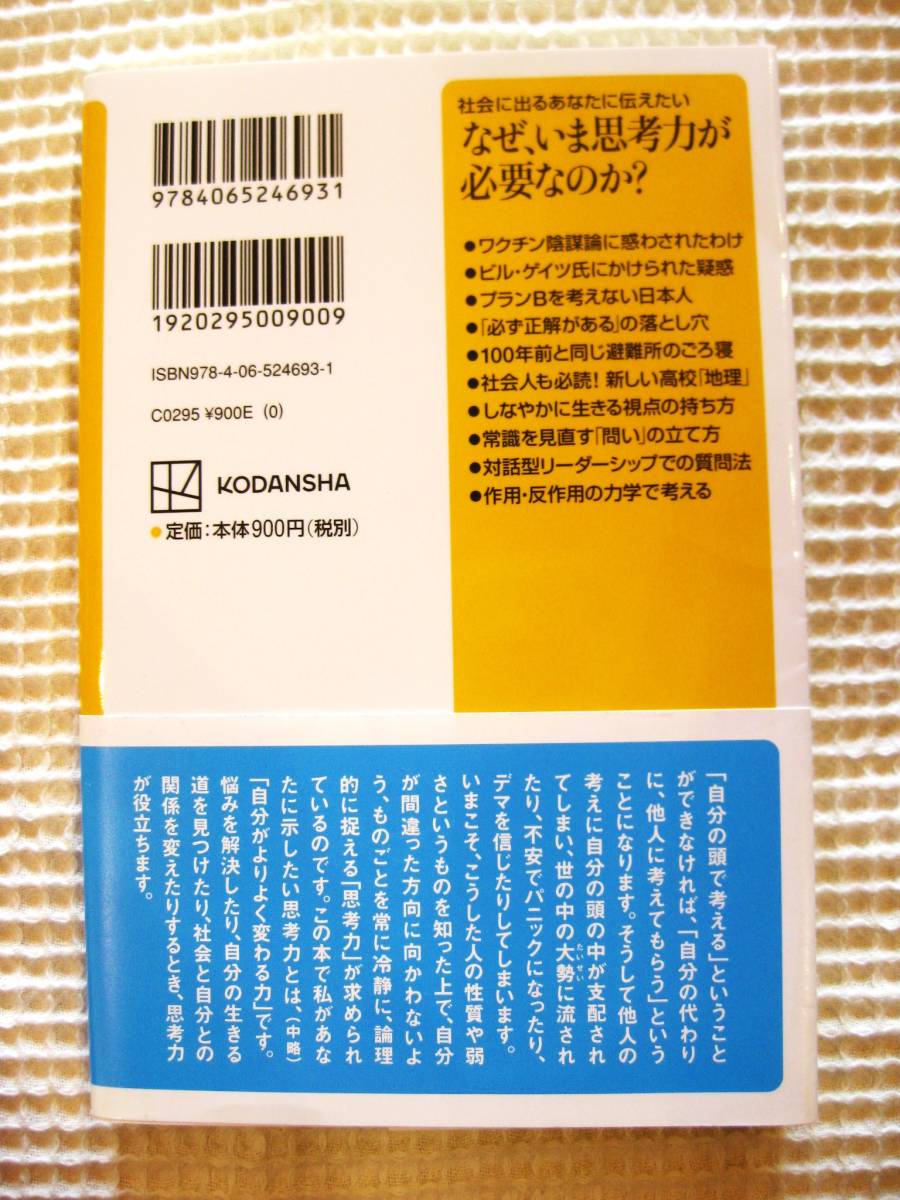 9784065246931
1920295009009
ISBN978-4-06-524693-1
C0295 ¥900E (0)
KODANSHA
●定価:本体900円(税別)
社会に出るあなたに伝えたい
なぜ、いま思考力が
必要なのか?
●ワクチン陰謀論に惑わされたわけ
●ビル・ゲイツ氏にかけられた疑惑
●プランBを考えない日本人
●「必ず正解がある」の落とし穴
●100年前と同じ避難所のごろ寝
●社会人も必読!新しい高校「地理」
●しなやかに生きる視点の持ち方
●常識を見直す「問い」の立て方
●対話型リーダーシップでの質問法
●作用・反作用の力学で考える
「自分の頭で考える」ということ
ができなければ、「自分の代わり
に、他人に考えてもらう」という
ことになります。そうして他人の
考えに自分の頭の中が支配され
てしまい、世の中の大勢に流され
たいせい
たり、不安でパニックになったり、
デマを信じたりしてしまいます。
いまこそ、こうした人の性質や弱
さというものを知った上で、自分
が間違った方向に向かわないよ
う、ものごとを常に冷静に、論理
的に捉える「思考力」が求められ
ているのです。この本で私があな
たに示したい思考力とは、(中略)
「自分がよりよく変わる力」です。
悩みを解決したり、自分の生きる
道を見つけたり、社会と自分との
関係を変えたりするとき、思考力
が役立ちます。